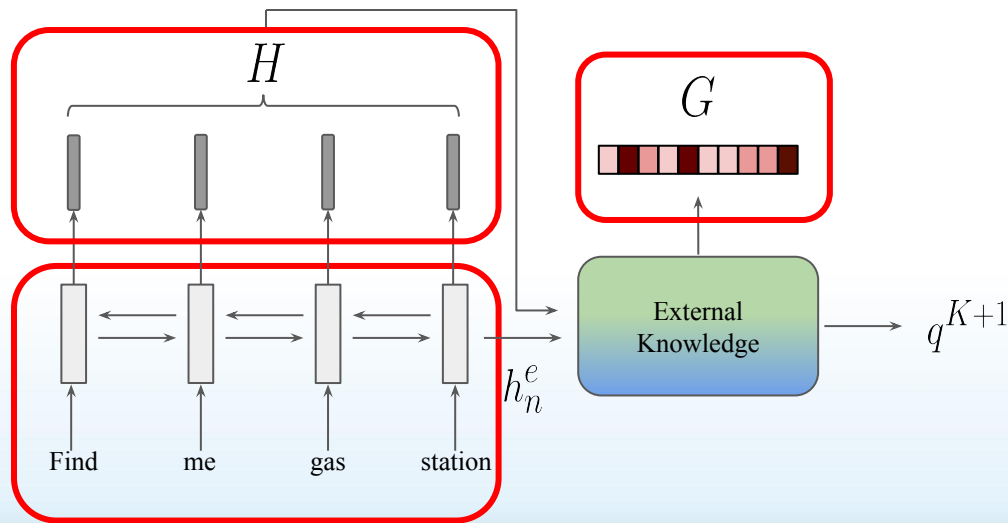 H
G
External
Knowledge
q^{K+1}
h_n^e
Find me gas station